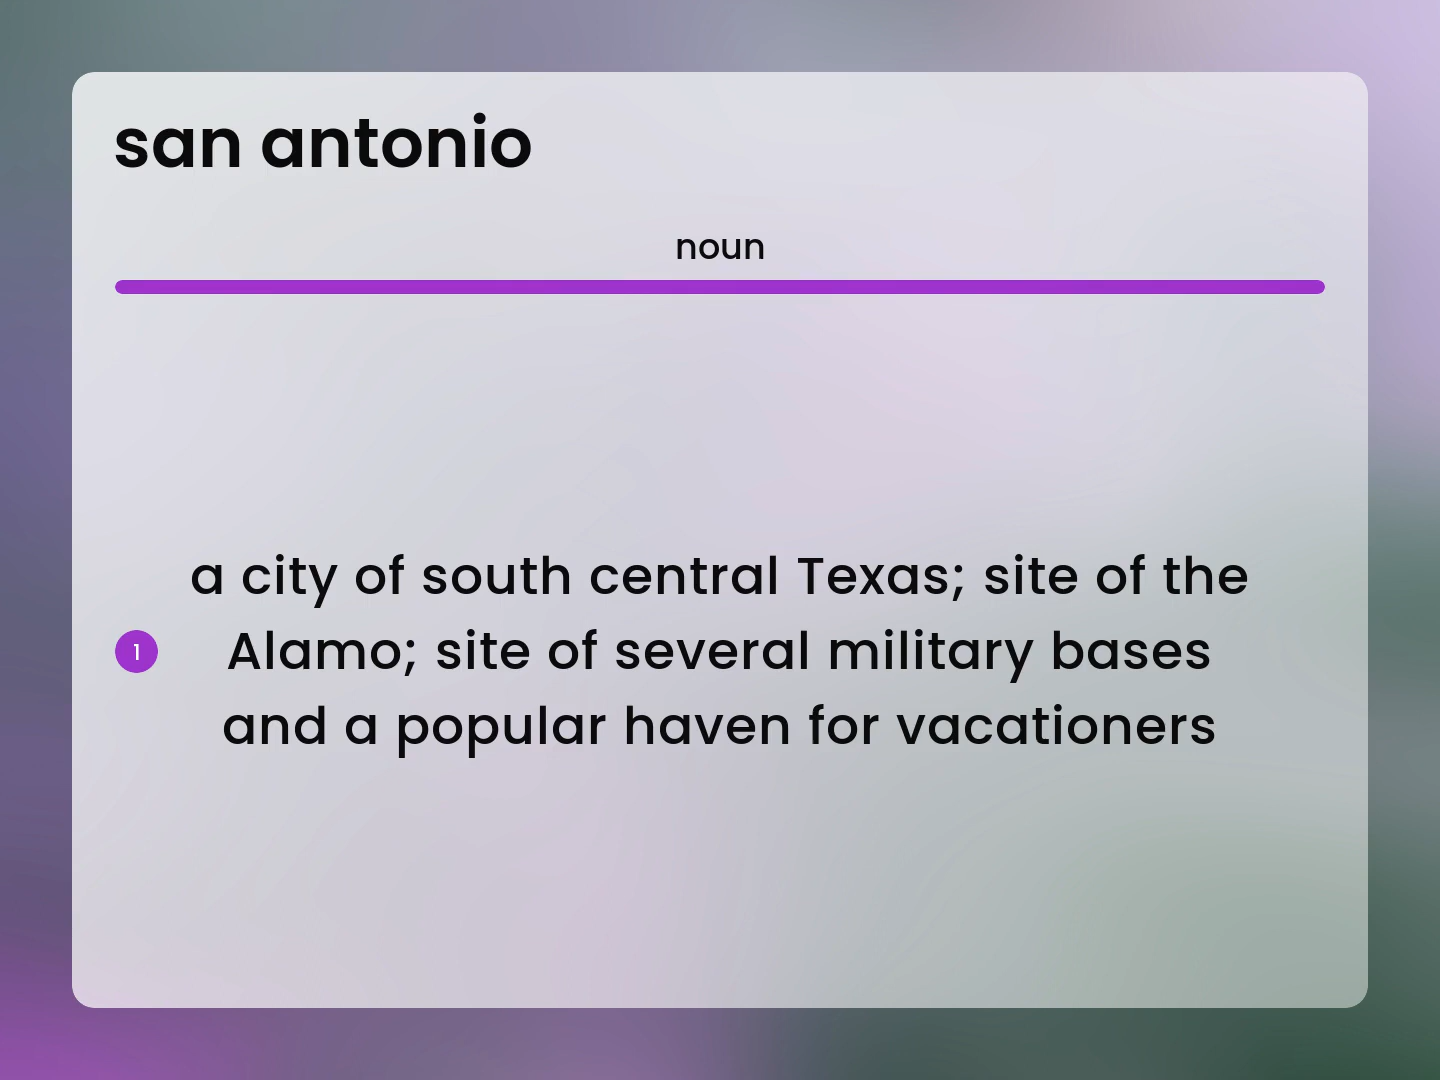 san antonio
noun
a city of south central Texas; site of the
1 Alamo; site of several military bases
and a popular haven for vacationers